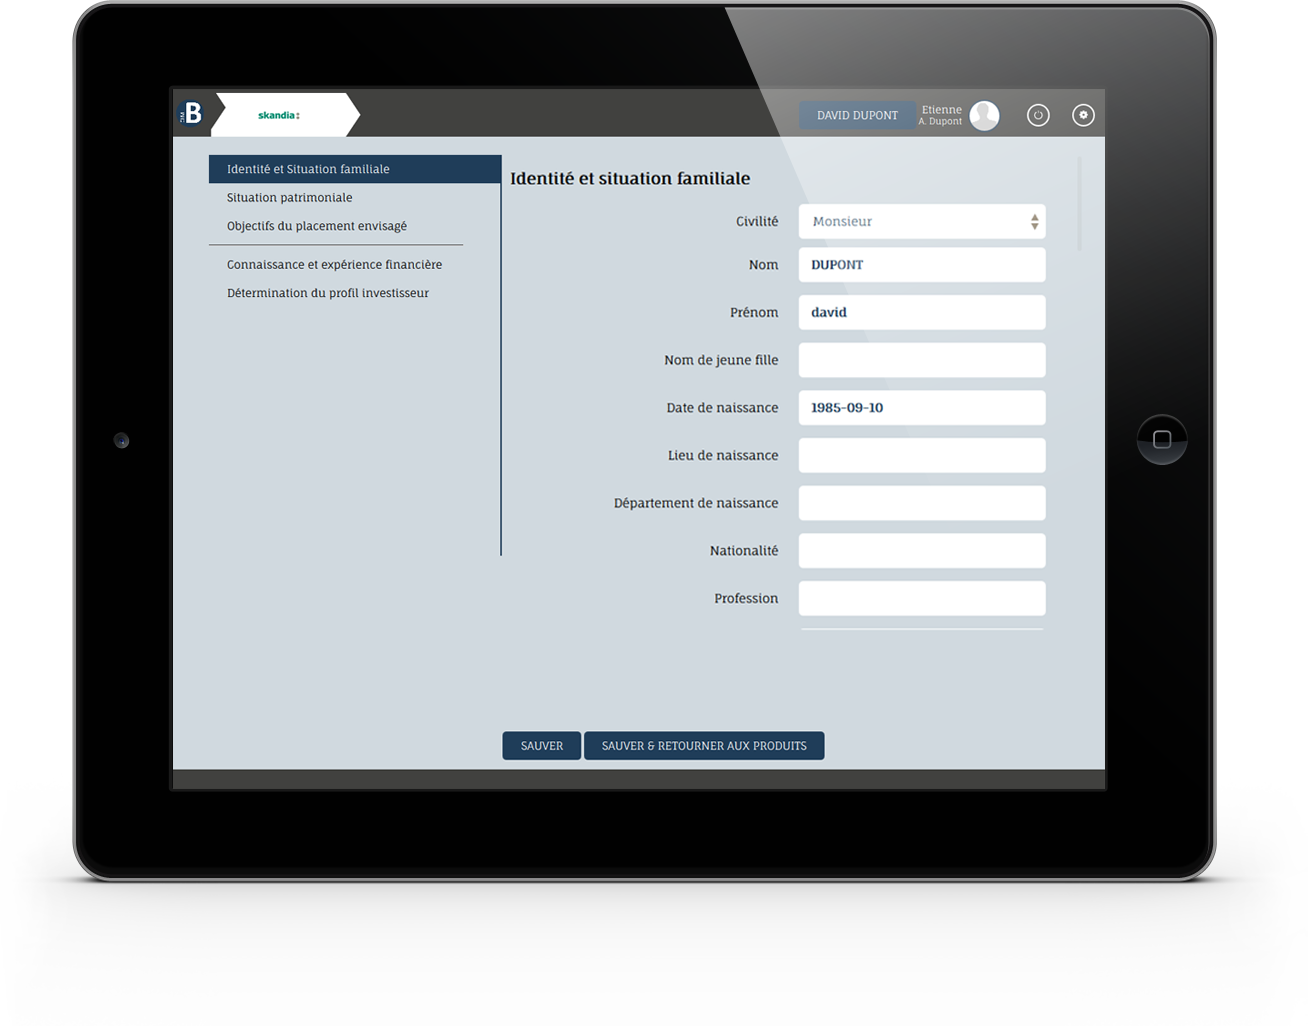 B
skandia:
DAVID DUPONT
Etienne
A. Dupont
Identité et Situation familiale
Situation patrimoniale
Objectifs du placement envisagé
Connaissance et expérience financière
Détermination du profil investisseur
Identité et situation familiale
Civilité
Monsieur
Nom
DUPONT
Prénom
david
Nom de jeune fille
Date de naissance
1985-09-10
Lieu de naissance
Département de naissance
Nationalité
Profession
SAUVER
SAUVER & RETOURNER AUX PRODUITS